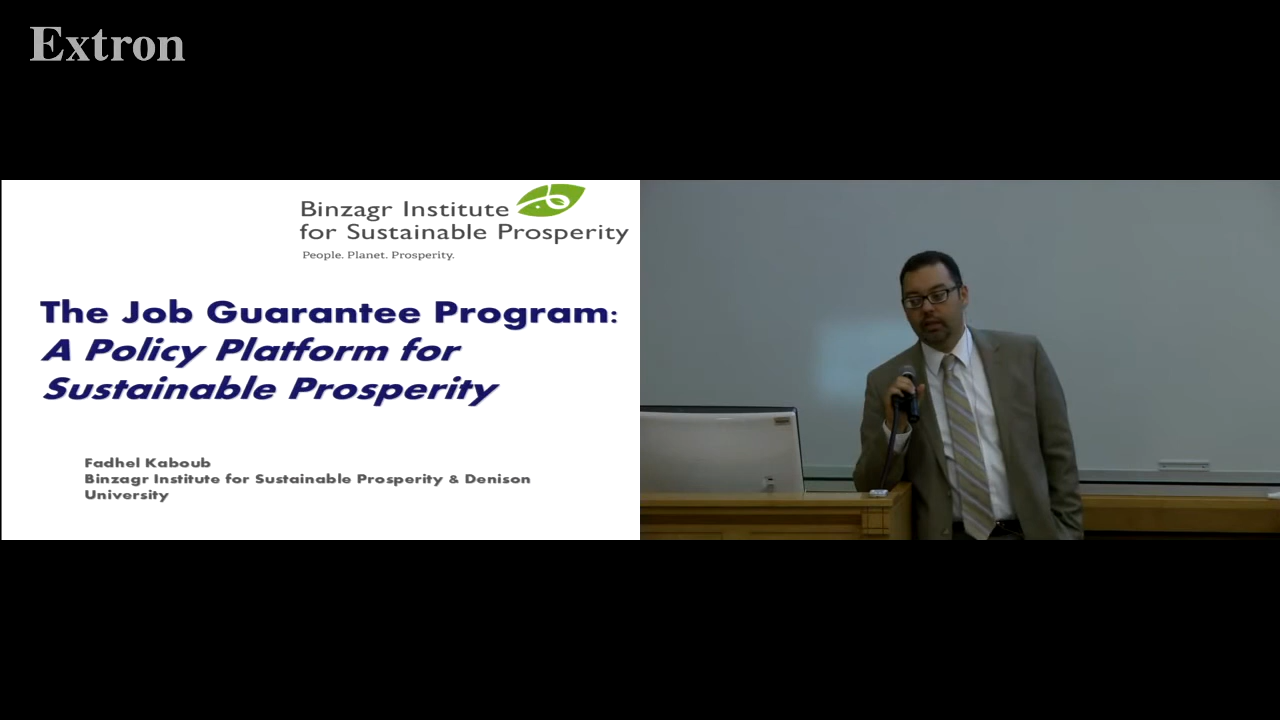 Extron
Binzagr Institute
for Sustainable Prosperity
People. Planet. Prosperity.
The Job Guarantee Program:
A Policy Platform for
Sustainable Prosperity
Fadhel Kaboub
Binzagr Institute for Sustainable Prosperity & Denison
University